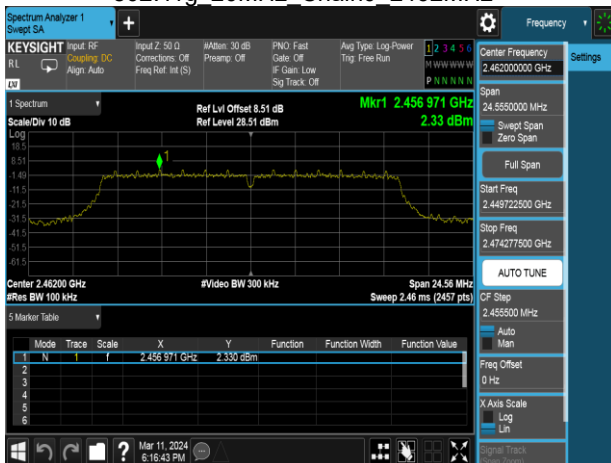 Spectrum Analyzer 1
Swept SA
+
Frequency
KEYSIGHT
RL
LXI
Input: RF
Coupling: DC
Align: Auto
Input Z: 50 Ω
Corrections: Off
Freq Ref: Int (S)
#Atten: 30 dB
Preamp: Off
PNO: Fast
Gate: Off
IF Gain: Low
Sig Track: Off
Avg Type: Log-Power
Trig: Free Run
1 2 3 4 5 6
M W W W W W
P N N N N N
1 Spectrum
Scale/Div 10 dB
Ref Lvl Offset 8.51 dB
Ref Level 28.51 dBm
Mkr1 2.456 971 GHz
2.33 dBm
Log
18.5
8.51
-1.49
-11.5
-21.5
-31.5
-41.5
-51.5
-61.5
1
Center 2.46200 GHz
#Res BW 100 kHz
#Video BW 300 kHz
Span 24.56 MHz
Sweep 2.46 ms (2457 pts)
5 Marker Table
Mode Trace Scale X Y Function Function Width Function Value
1 N 1 f 2.456 971 GHz 2.330 dBm
2
3
4
5
6
Mar 11, 2024
6:16:43 PM
Center Frequency
2.462000000 GHz
Settings
Span
24.5550000 MHz
Swept Span
Zero Span
Full Span
Start Freq
2.449722500 GHz
Stop Freq
2.474277500 GHz
AUTO TUNE
CF Step
2.455500 MHz
Auto
Man
Freq Offset
0 Hz
X Axis Scale
Log
Lin
Signal Track
(Span Zoom)